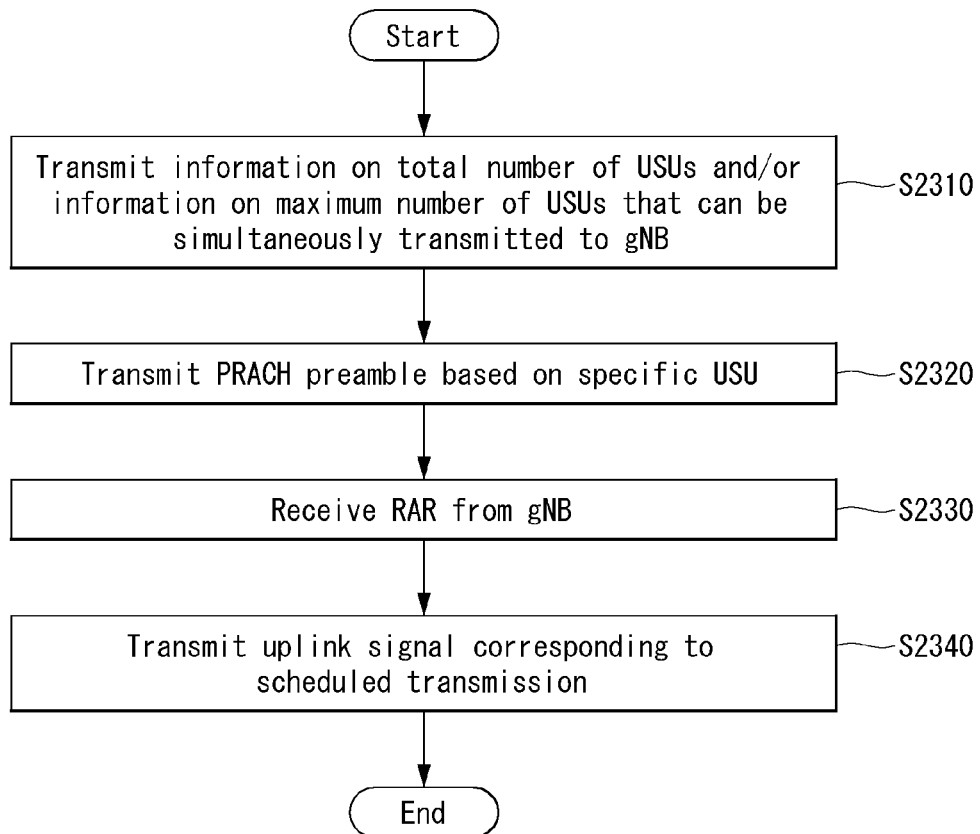 Start
Transmit information on total number of USUs and/or
information on maximum number of USUs that can be
simultaneously transmitted to gNB
S2310
Transmit PRACH preamble based on specific USU
S2320
Receive RAR from gNB
S2330
Transmit uplink signal corresponding to
scheduled transmission
S2340
End